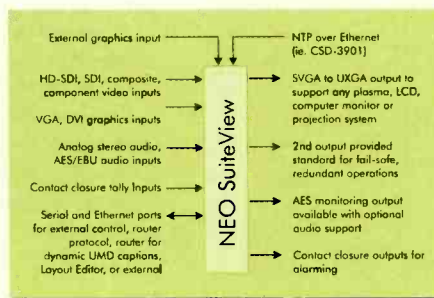 External graphics input
NTP over Ethernet
(ie. CSD-3901)
HD-SDI, SDI, composite,
component video inputs
VGA, DVI graphics inputs
Analog stereo audio,
AES/EBU audio inputs
Contact closure tally Inputs
Serial and Ethernet ports
for external control, router
protocol, router for
dynamic UMD captions,
Layout Editor, or external
NEO SuiteView
SVGA to UXGA output to
support any plasma, LCD,
computer monitor or
projection system
2nd output provided
standard for fail-safe,
redundant operations
AES monitoring output
available with optional
audio support
Contact closure outputs for
alarming